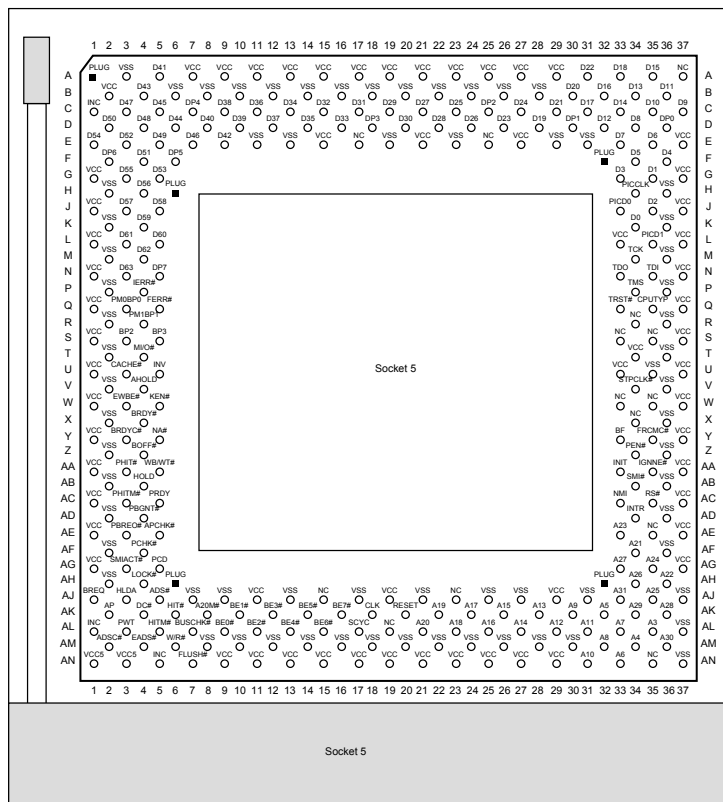 1 2 3 4 5 6 7 8 9 10 11 12 13 14 15 16 17 18 19 20 21 22 23 24 25 26 27 28 29 30 31 32 33 34 35 36 37
A PLUG VSS D41 VCC VCC VCC VCC VCC VCC VCC VCC VCC VCC VCC VCC D22 D18 D15 NC A
B VCC D43 VSS VSS VSS VSS VSS VSS VSS VSS VSS VSS VSS VSS D20 D16 D13 D11 B
C INC D47 D45 DP4 D38 D36 D34 D32 D31 D29 D27 D25 DP2 D24 D21 D17 D14 D10 D9 C
D D50 D48 D44 D40 D39 D37 D35 D33 DP3 D30 D28 D26 D23 D19 DP1 D12 D8 DP0 D
E D54 D52 D49 D46 D42 VSS VSS VCC NC VSS VCC VSS NC VCC VSS VCC D7 D6 VCC E
F DP6 D51 DP5 PLUG D5 D4 F
G VCC D55 D53 D3 D1 VCC G
H VSS D56 PLUG PICCLK VSS H
J VCC D57 D58 PICD0 D2 VCC J
K VSS D59 D0 VSS K
L VCC D61 D60 VCC PICD1 VCC L
M VSS D62 TCK VSS M
N VCC D63 DP7 TDO TDI VCC N
P VSS IERR# TMS VSS P
Q VCC PM0BP0 FERR# TRST# CPUTYP VCC Q
R VSS PM1BP1 NC VSS R
S VCC BP2 BP3 NC NC VCC S
T VSS MI/O# VCC VSS T
Socket 5
U VCC CACHE# INV VCC VSS VCC U
V VSS AHOLD STPCLK# VSS V
W VCC EWBE# KEN# NC NC VCC W
X VSS BRDY# NC VSS X
Y VCC BRDYC# NA# BF FRCMC# VCC Y
Z VSS BOFF# PEN# VSS Z
AA VCC PHIT# WB/WT# INIT IGNNE# VCC AA
AB VSS HOLD SMI# VSS AB
AC VCC PHITM# PRDY NMI RS# VCC AC
AD VSS PBGNT# INTR VSS AD
AE VCC PBREO# APCHK# A23 NC VCC AE
AF VSS PCHK# A21 VSS AF
AG VCC SMIACT# PCD A27 A24 VCC AG
AH VSS LOCK# PLUG PLUG A26 A22 AH
AJ BREQ HLDA ADS# VSS VSS VCC VSS NC VSS VCC VSS NC VSS VCC VSS VSS A31 A25 VSS AJ
AK AP DC# HIT# A20M# BE1# BE3# BE5# BE7# CLK RESET A19 A17 A15 A13 A9 A5 A29 A28 AK
AL INC PWT HITM# BUSCHK# BE0# BE2# BE4# BE6# SCYC NC A20 A18 A16 A14 A12 A11 A7 A3 VSS AL
AM ADSC# EADS# WR# VSS VSS VSS VSS VSS VSS VSS VSS VSS VSS VSS VSS A8 A4 A30 AM
AN VCC5 VCC5 INC FLUSH# VCC VCC VCC VCC VCC VCC VCC VCC VCC VCC VCC A10 A6 NC VSS AN
1 2 3 4 5 6 7 8 9 10 11 12 13 14 15 16 17 18 19 20 21 22 23 24 25 26 27 28 29 30 31 32 33 34 35 36 37
Socket 5